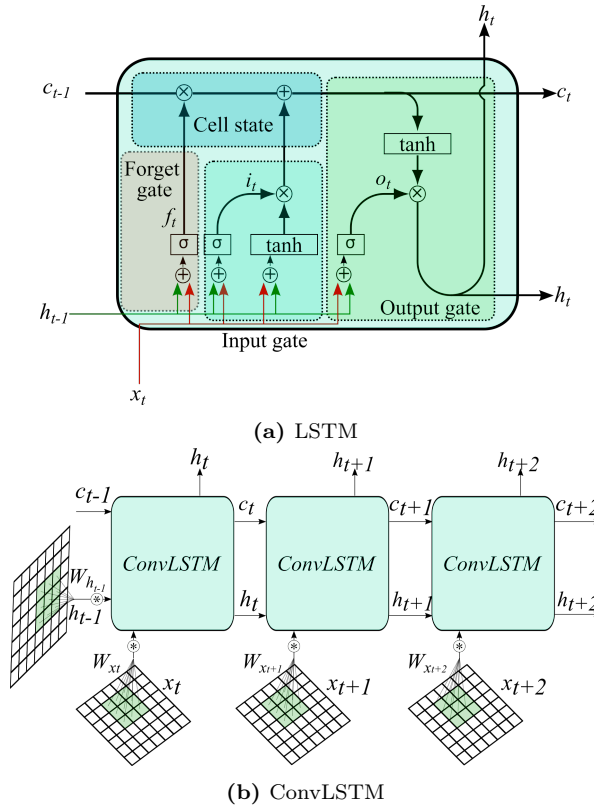 h_t
c_{t-1}
×
+
c_t
Cell state
tanh
Forget gate
f_t
i_t
×
o_t
×
σ
σ
tanh
σ
+
+
+
+
h_{t-1}
Output gate
h_t
Input gate
x_t
(a) LSTM
h_t
h_{t+1}
h_{t+2}
c_{t-1}
c_t
c_{t+1}
c_{t+2}
ConvLSTM
ConvLSTM
ConvLSTM
W_{h_{t-1}}
*
h_{t-1}
h_t
h_{t+1}
h_{t+2}
*
*
*
W_{xt}
x_t
W_{x_{t+1}}
x_{t+1}
W_{x_{t+2}}
x_{t+2}
(b) ConvLSTM